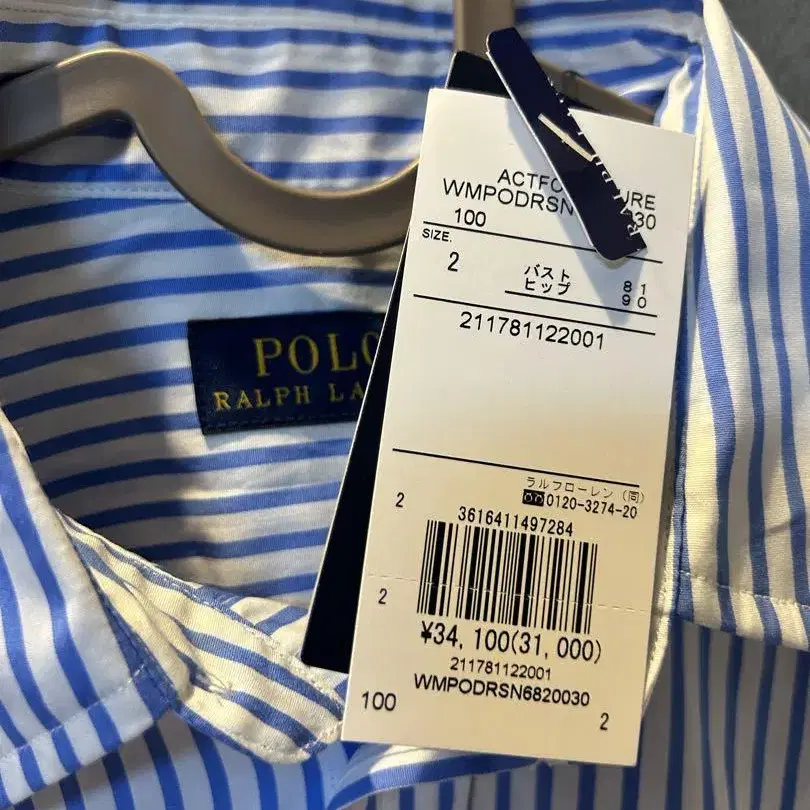 POLO
RALPH LA
ACTFO URE
WMPODRSN 30
100
SIZE.
2
バスト 81
ヒップ 90
211781122001
ラルフローレン (同)
0120-3274-20
2
3616411497284
2
¥34,100(31,000)
211781122001
WMPODRSN6820030
100
2